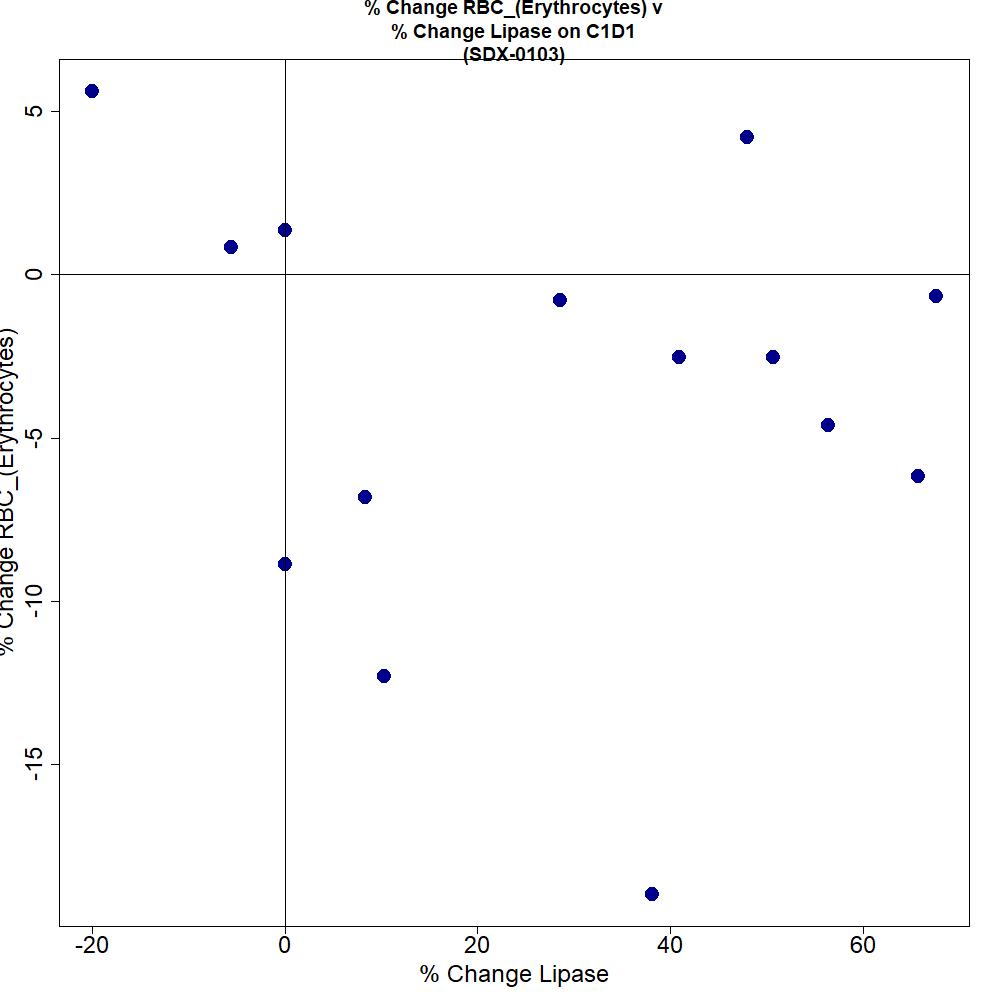 % Change RBC_(Erythrocytes) v
% Change Lipase on C1D1
(SDX-0103)
% Change RBC_(Erythrocytes)
5
0
-5
-10
-15
-20
0
20
40
60
% Change Lipase